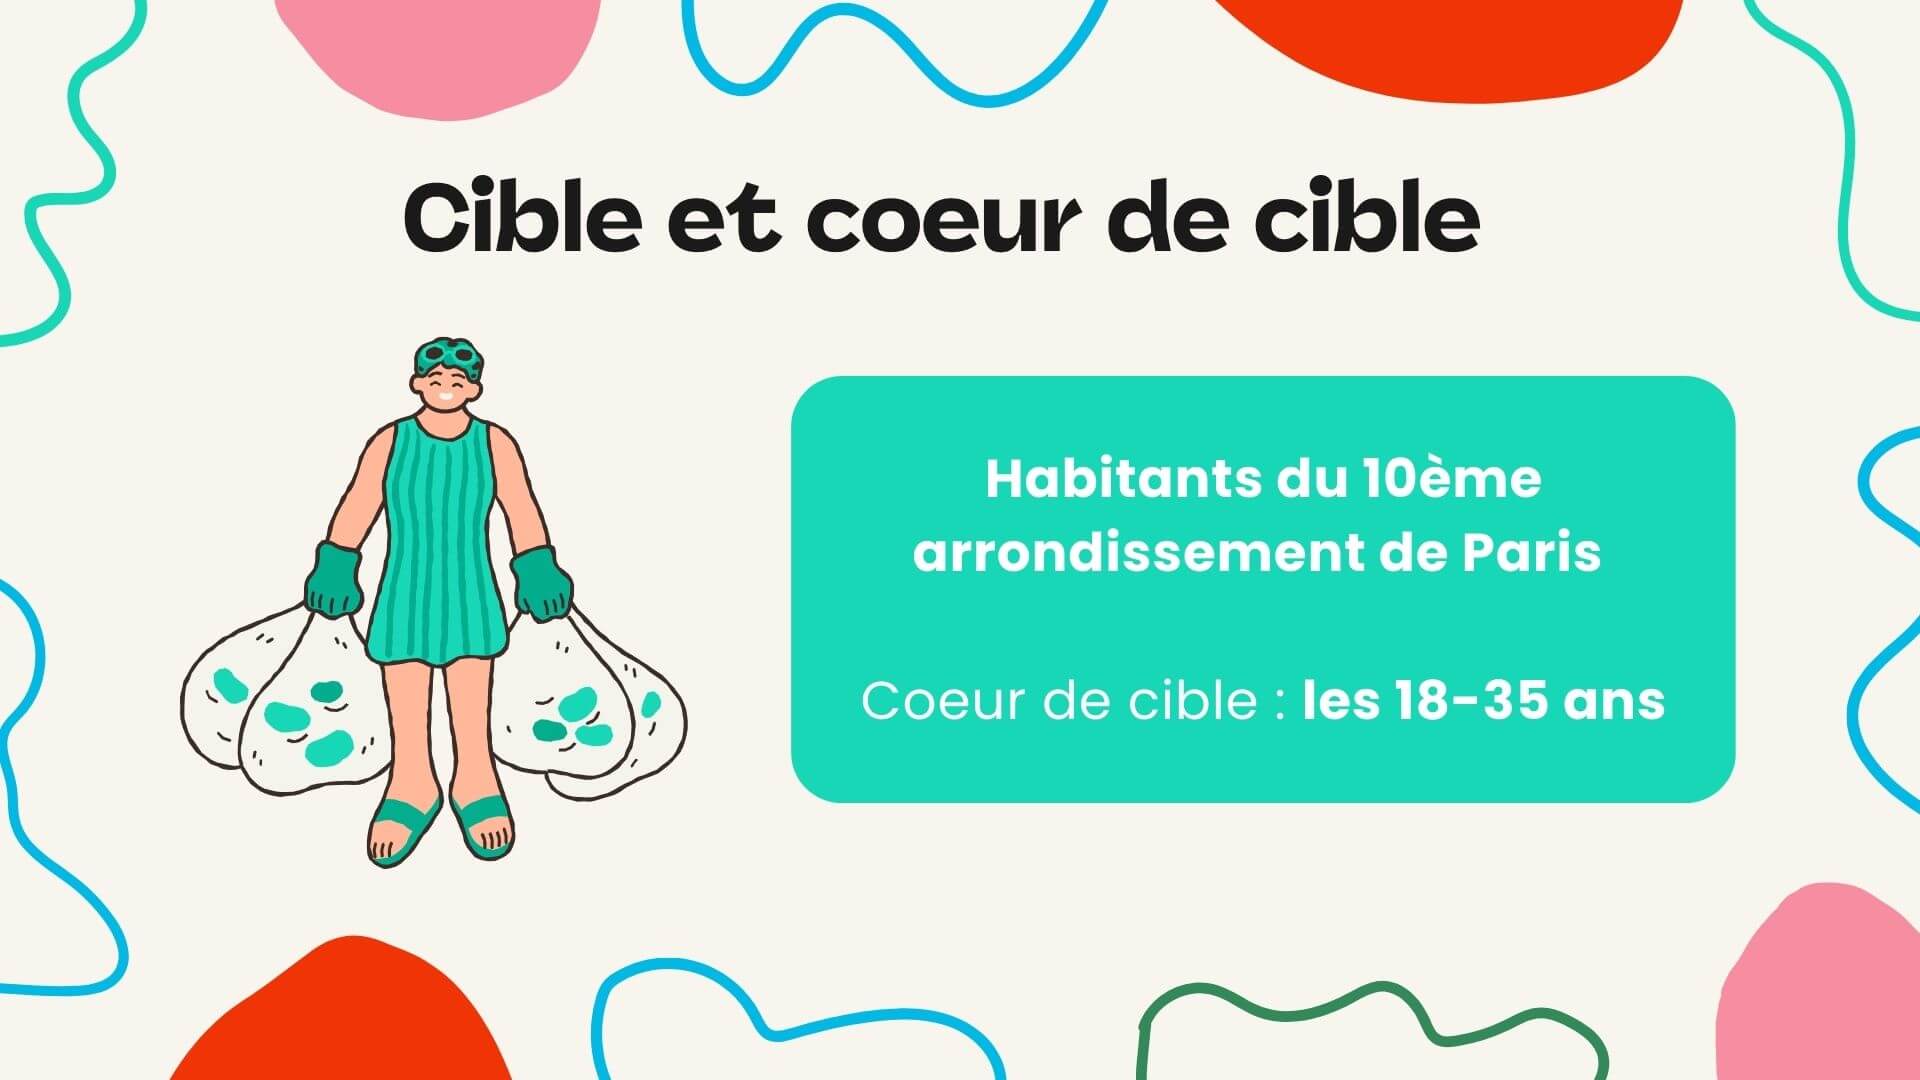 Cible et coeur de cible
Habitants du 10ème
arrondissement de Paris
Coeur de cible : les 18-35 ans